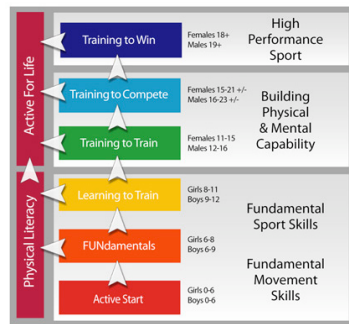 Training to Win
Females 18+
Males 19+
High
Performance
Sport
Active For Life
Training to Compete
Females 15-21 +/-
Males 16-23 +/-
Building
Physical
& Mental
Capability
Training to Train
Females 11-15
Males 12-16
Physical Literacy
Learning to Train
Girls 8-11
Boys 9-12
Fundamental
Sport Skills
FUNdamentals
Girls 6-8
Boys 6-9
Fundamental
Movement
Skills
Active Start
Girls 0-6
Boys 0-6